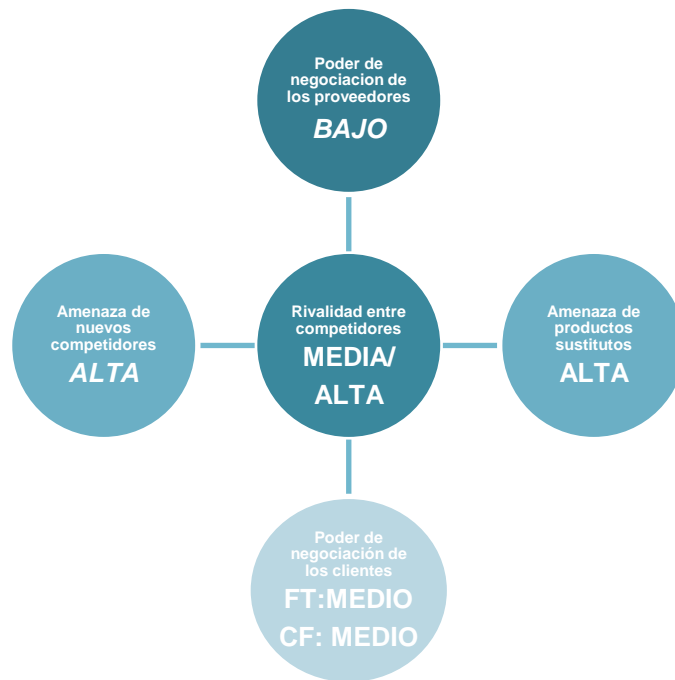 Poder de
negociacion de
los proveedores
BAJO
Amenaza de
nuevos
competidores
ALTA
Rivalidad entre
competidores
MEDIA/
ALTA
Amenaza de
productos
sustitutos
ALTA
Poder de
negociación de
los clientes
FT:MEDIO
CF: MEDIO